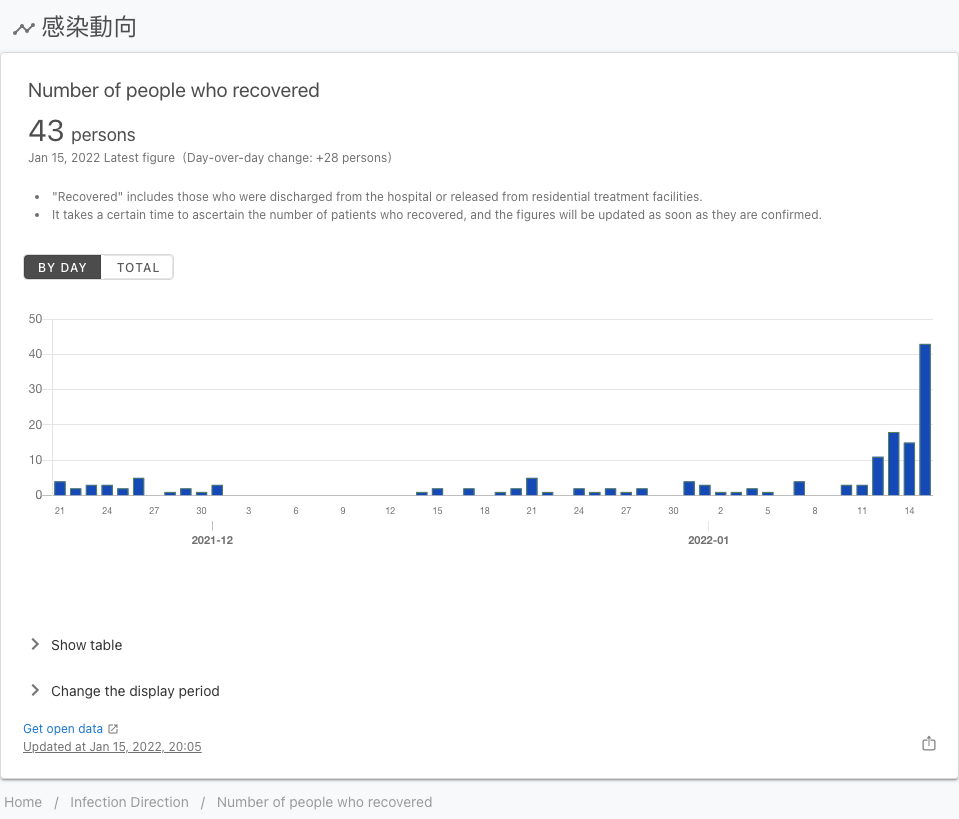 感染動向
Number of people who recovered
43 persons
Jan 15, 2022 Latest figure (Day-over-day change: +28 persons)
• "Recovered" includes those who were discharged from the hospital or released from residential treatment facilities.
• It takes a certain time to ascertain the number of patients who recovered, and the figures will be updated as soon as they are confirmed.
BY DAY TOTAL
50
40
30
20
10
0
21 24 27 30 3 6 9 12 15 18 21 24 27 30 2 5 8 11 14
2021-12 2022-01
Show table
Change the display period
Get open data
Updated at Jan 15, 2022, 20:05
Home / Infection Direction / Number of people who recovered